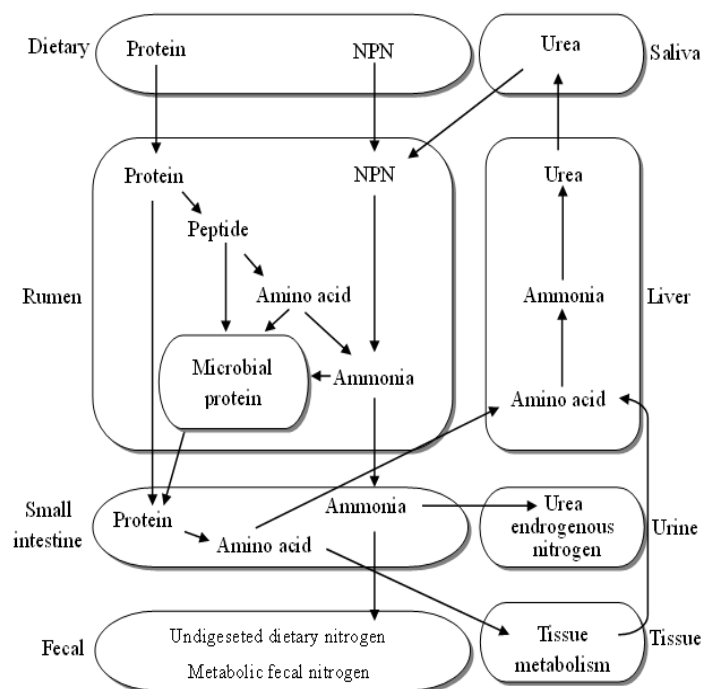 Dietary
Protein
NPN
Urea
Saliva
Rumen
Protein
NPN
Peptide
Amino acid
Microbial
protein
Ammonia
Urea
Ammonia
Amino acid
Liver
Small
intestine
Protein
Amino acid
Ammonia
Urea
endrogenous
nitrogen
Urine
Fecal
Undigeseted dietary nitrogen
Metabolic fecal nitrogen
Tissue
metabolism
Tissue